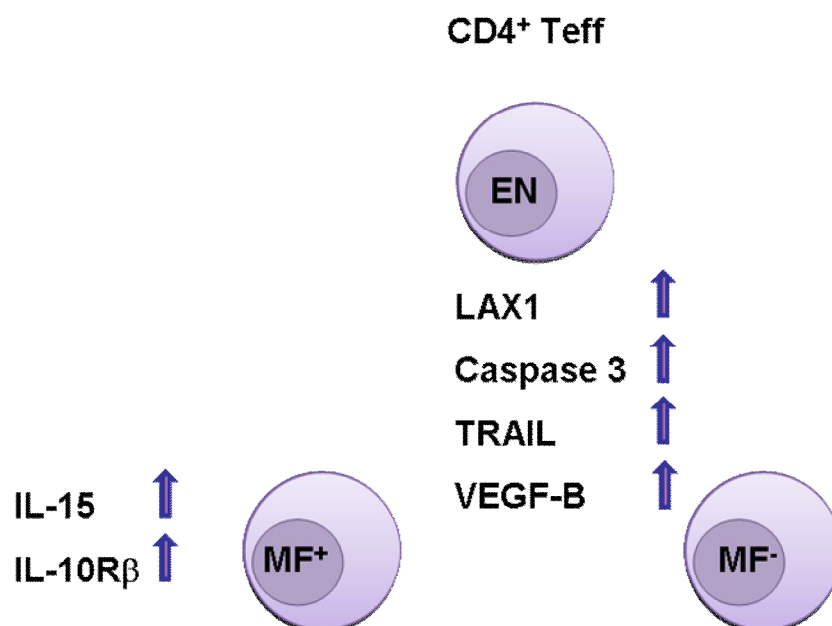 CD4⁺ Teff
EN
LAX1
Caspase 3
TRAIL
VEGF-B
IL-15
IL-10Rβ
MF⁺
MF⁻